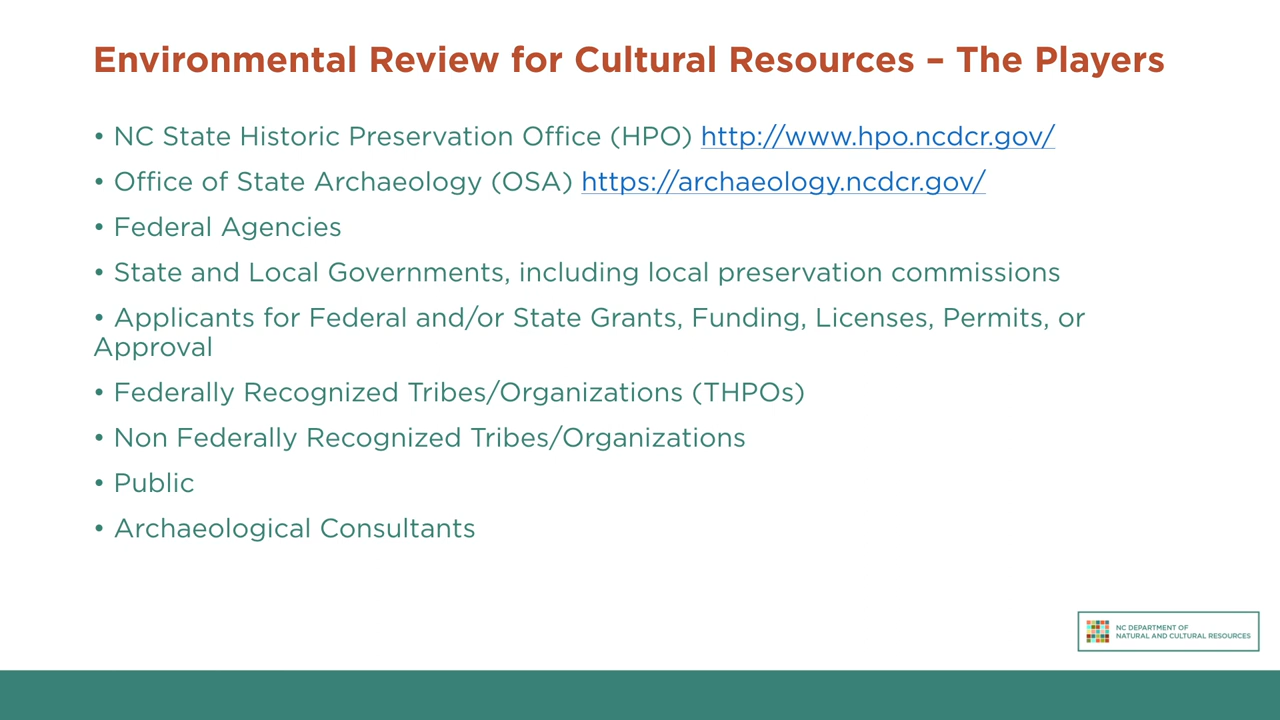 Environmental Review for Cultural Resources – The Players
• NC State Historic Preservation Office (HPO) http://www.hpo.ncdcr.gov/
• Office of State Archaeology (OSA) https://archaeology.ncdcr.gov/
• Federal Agencies
• State and Local Governments, including local preservation commissions
• Applicants for Federal and/or State Grants, Funding, Licenses, Permits, or
Approval
• Federally Recognized Tribes/Organizations (THPOs)
• Non Federally Recognized Tribes/Organizations
• Public
• Archaeological Consultants
NC DEPARTMENT OF
NATURAL AND CULTURAL RESOURCES